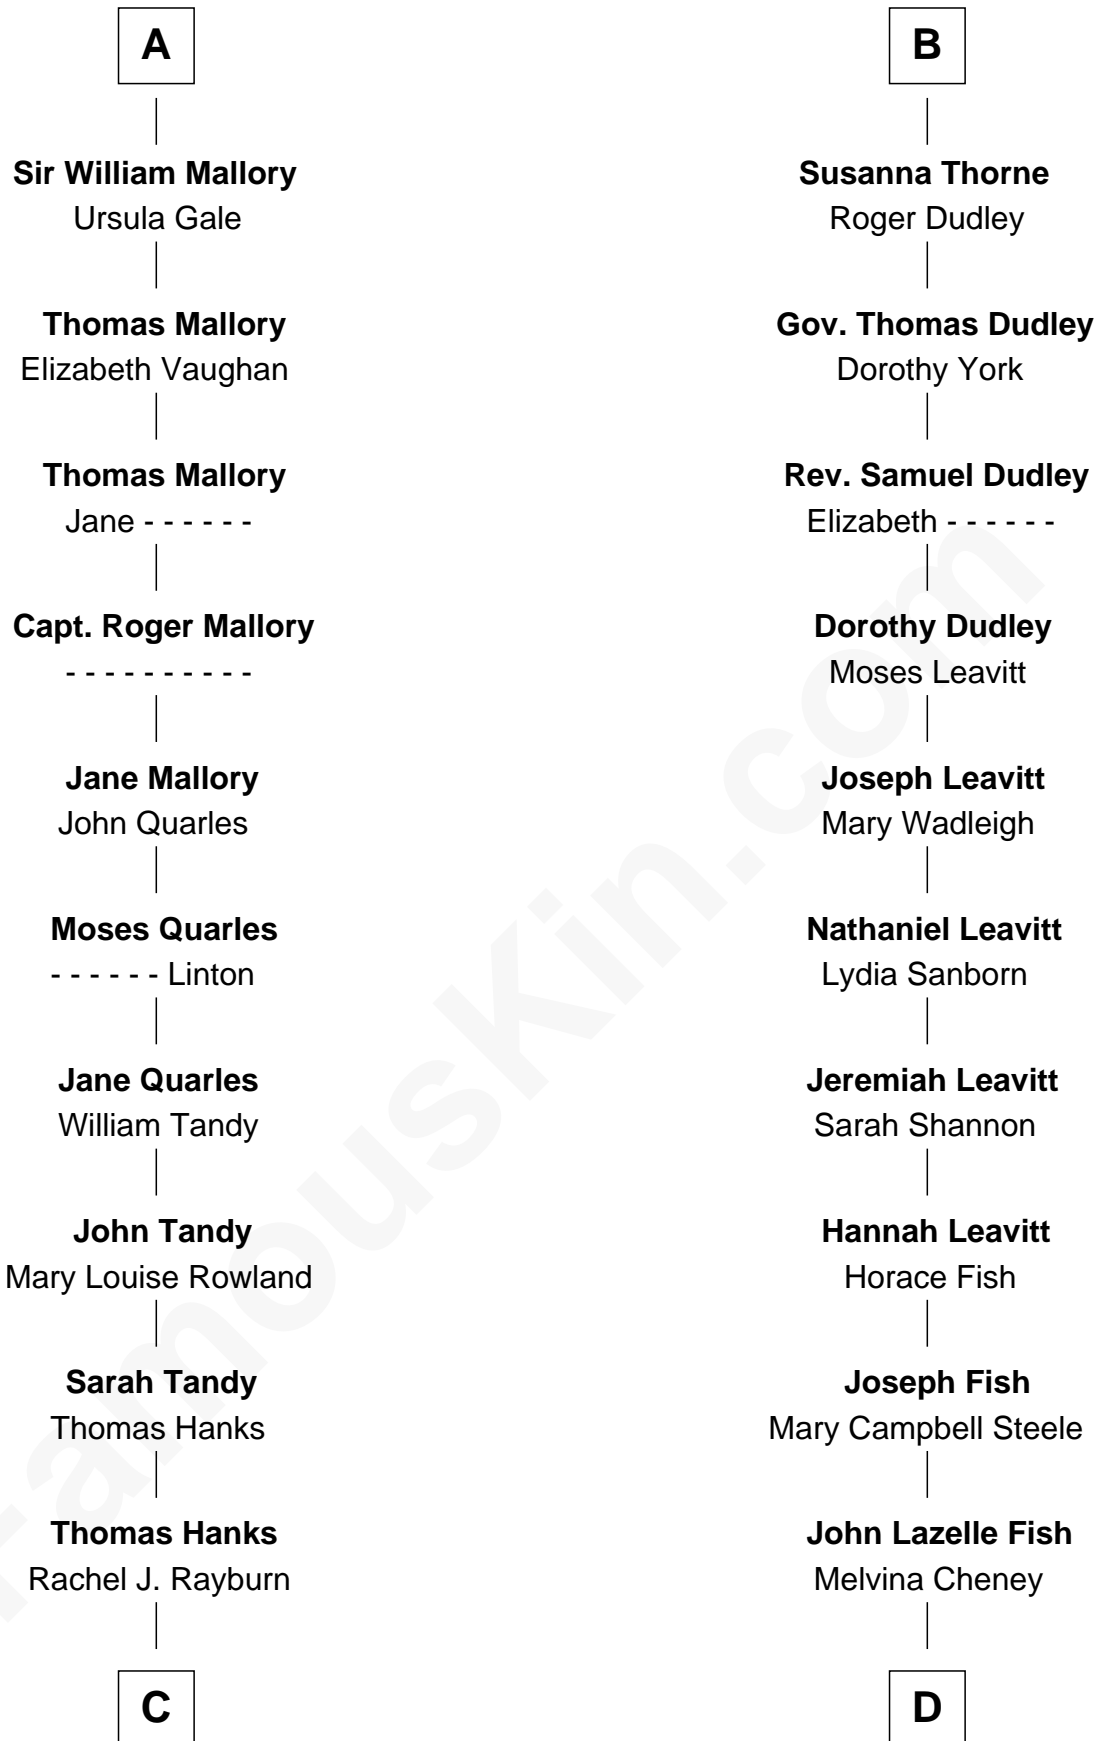 A
Sir William Mallory
Ursula Gale
Thomas Mallory
Elizabeth Vaughan
Thomas Mallory
Jane - - - - - -
Capt. Roger Mallory
- - - - - - - - - -
Jane Mallory
John Quarles
Moses Quarles
- - - - - - Linton
Jane Quarles
William Tandy
John Tandy
Mary Louise Rowland
Sarah Tandy
Thomas Hanks
Thomas Hanks
Rachel J. Rayburn
C
B
Susanna Thorne
Roger Dudley
Gov. Thomas Dudley
Dorothy York
Rev. Samuel Dudley
Elizabeth - - - - - -
Dorothy Dudley
Moses Leavitt
Joseph Leavitt
Mary Wadleigh
Nathaniel Leavitt
Lydia Sanborn
Jeremiah Leavitt
Sarah Shannon
Hannah Leavitt
Horace Fish
Joseph Fish
Mary Campbell Steele
John Lazelle Fish
Melvina Cheney
D
FamousKin.com